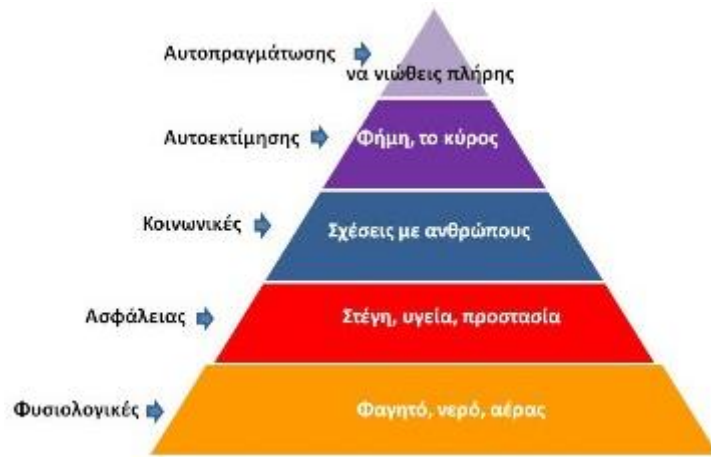 Αυτοπραγμάτωσης
να νιώθεις πλήρης
Αυτοεκτίμησης
Φήμη, το κύρος
Κοινωνικές
Σχέσεις με ανθρώπους
Ασφάλειας
Στέγη, υγεία, προστασία
Φυσιολογικές
Φαγητό, νερό, αέρας